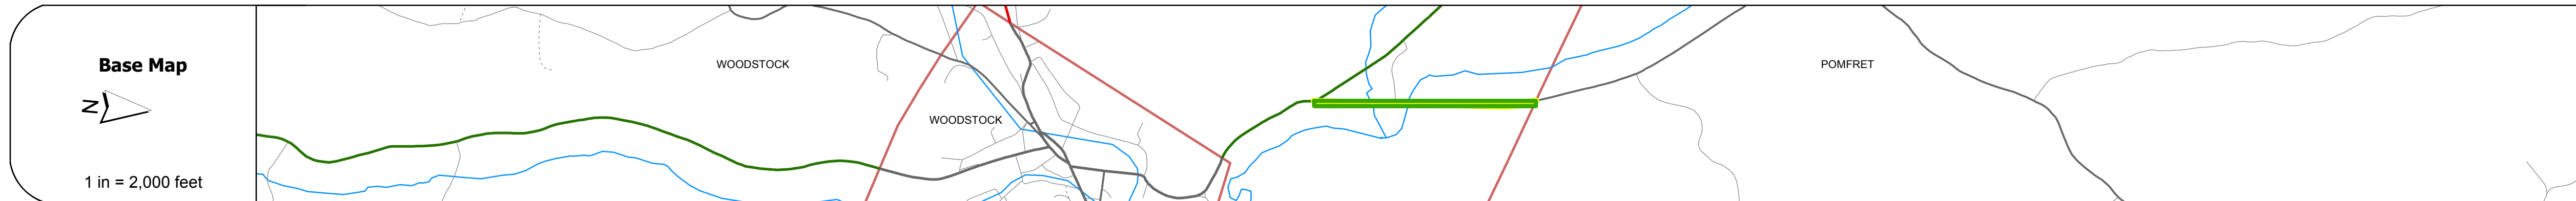 Base Map
N
1 in = 2,000 feet
WOODSTOCK
WOODSTOCK
POMFRET